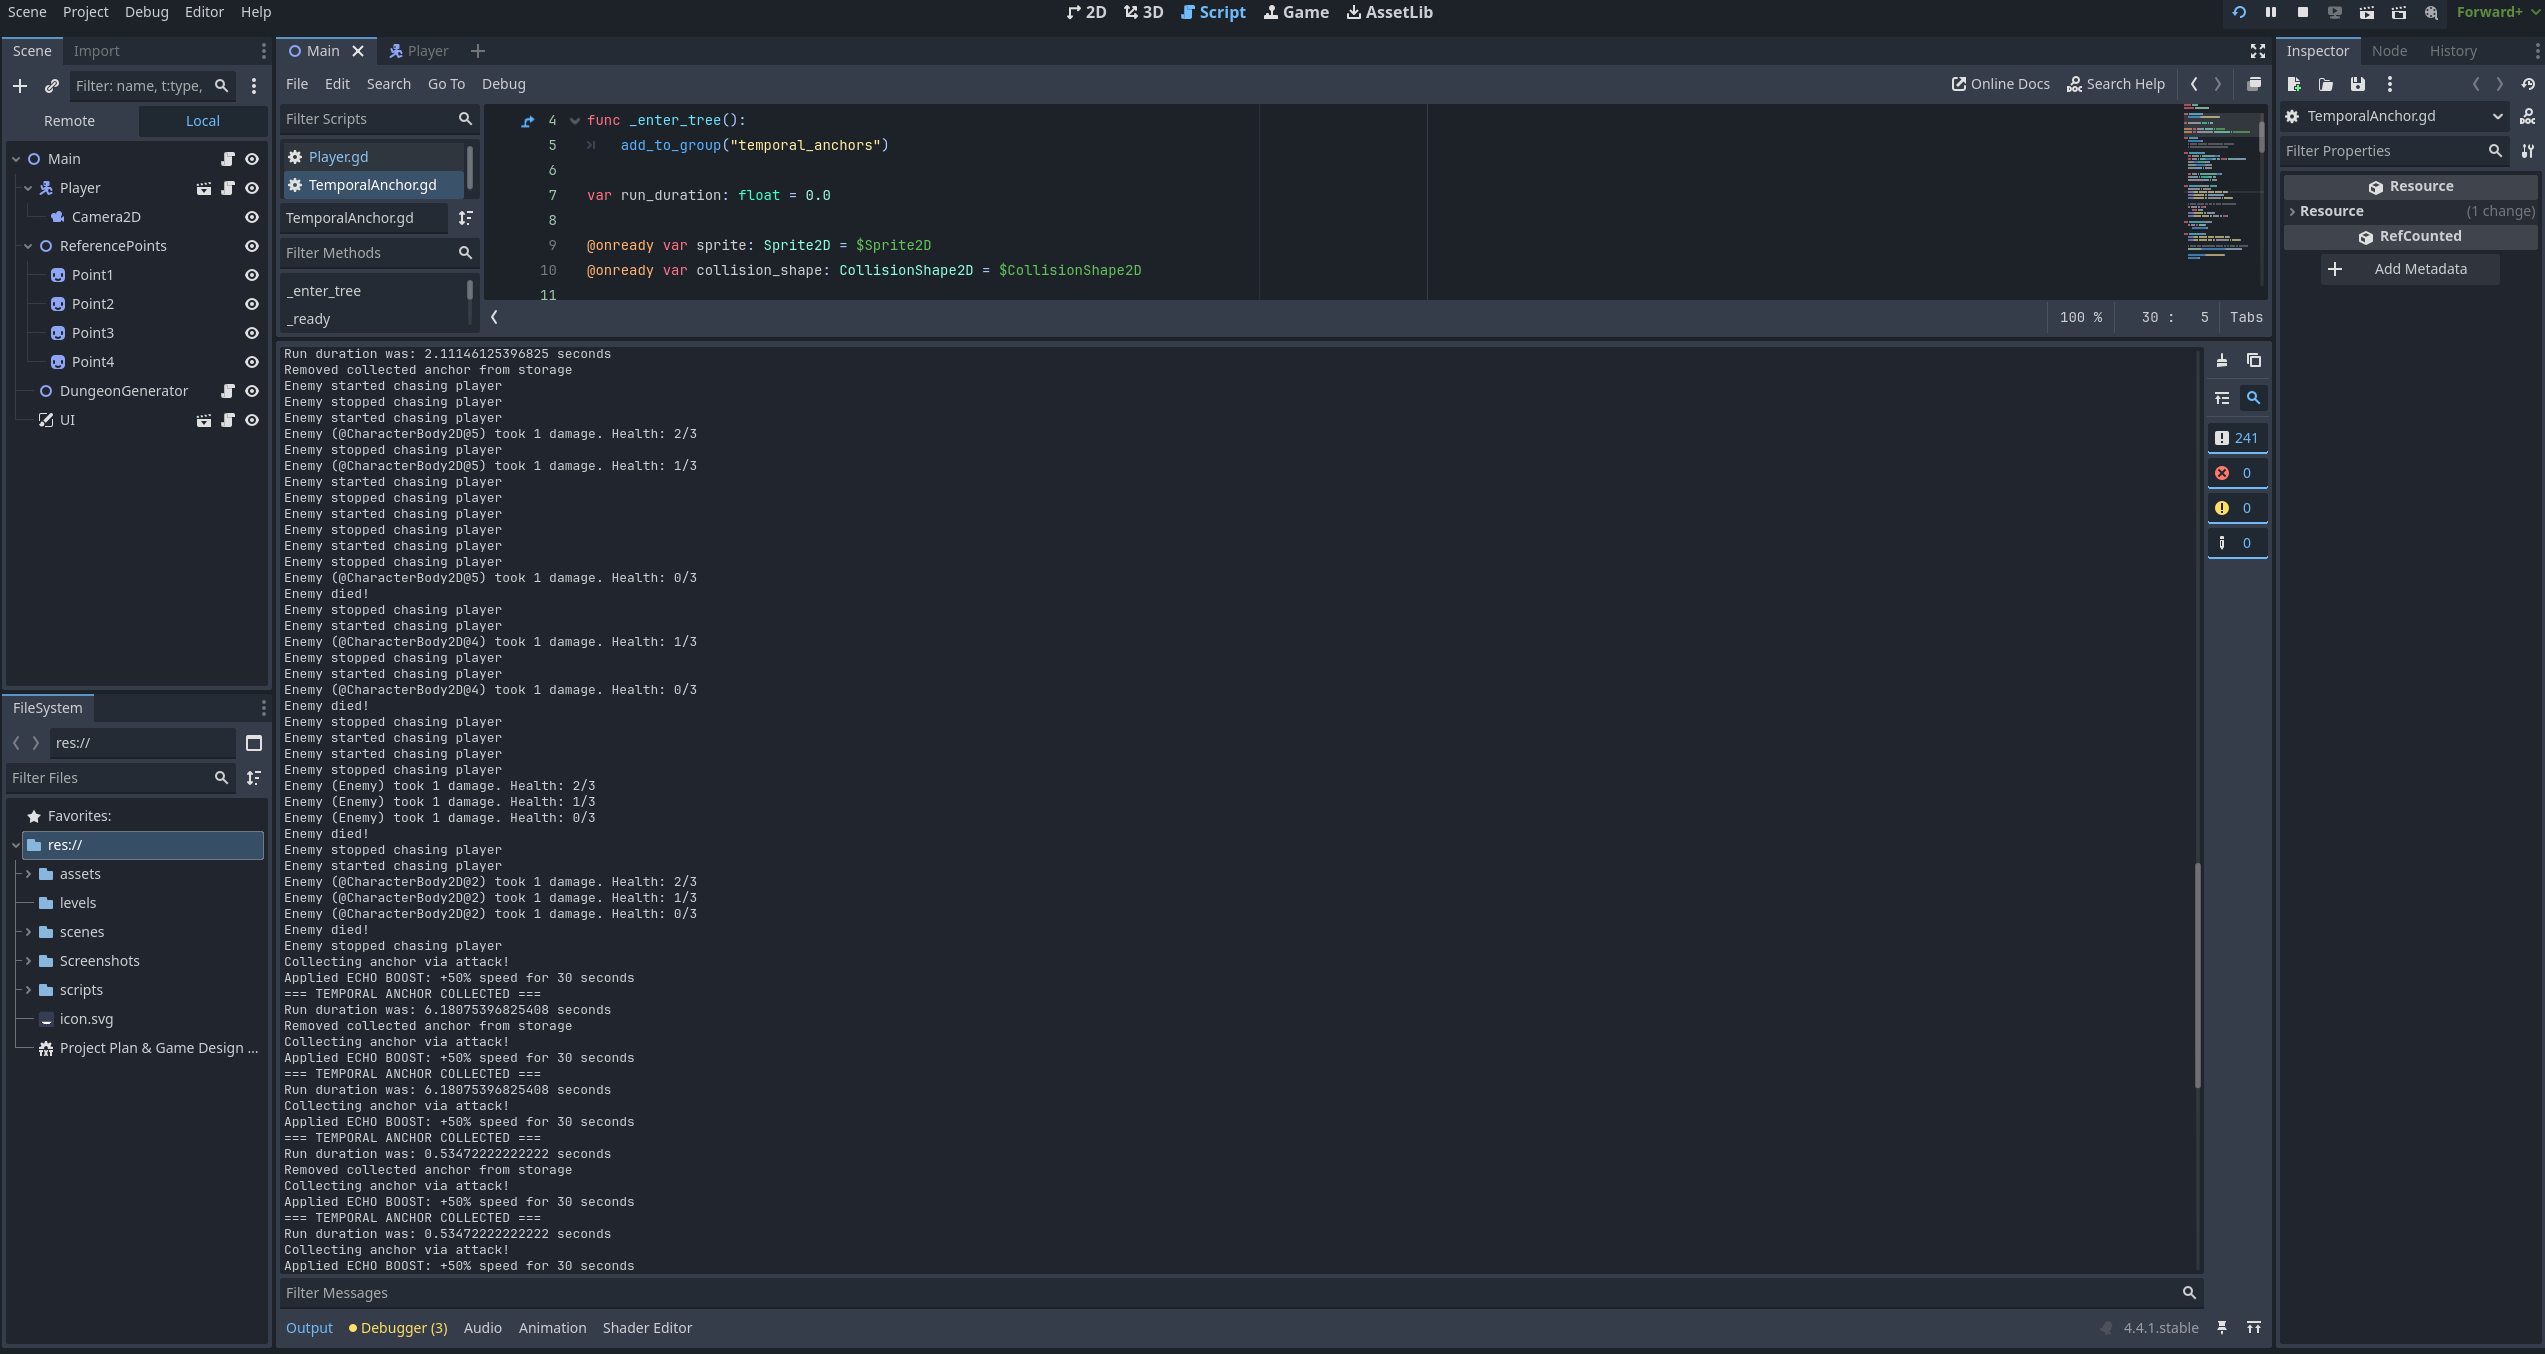 Scene Project Debug Editor Help
2D 3D Script Game AssetLib
Forward+
Scene Import
Filter: name, t:type,
Remote Local
Main
Player
Camera2D
ReferencePoints
Point1
Point2
Point3
Point4
DungeonGenerator
UI
FileSystem
res://
Filter Files
Favorites:
res://
assets
levels
scenes
Screenshots
scripts
icon.svg
Project Plan & Game Design ...
Main Player
File Edit Search Go To Debug
Online Docs Search Help
Filter Scripts
Player.gd
TemporalAnchor.gd
TemporalAnchor.gd
Filter Methods
_enter_tree
_ready
4 func _enter_tree():
5 add_to_group("temporal_anchors")
6
7 var run_duration: float = 0.0
8
9 @onready var sprite: Sprite2D = $Sprite2D
10 @onready var collision_shape: CollisionShape2D = $CollisionShape2D
11
100 % 30 : 5 Tabs
Run duration was: 2.11146125396825 seconds
Removed collected anchor from storage
Enemy started chasing player
Enemy stopped chasing player
Enemy started chasing player
Enemy (@CharacterBody2D@5) took 1 damage. Health: 2/3
Enemy stopped chasing player
Enemy (@CharacterBody2D@5) took 1 damage. Health: 1/3
Enemy started chasing player
Enemy stopped chasing player
Enemy started chasing player
Enemy stopped chasing player
Enemy started chasing player
Enemy stopped chasing player
Enemy (@CharacterBody2D@5) took 1 damage. Health: 0/3
Enemy died!
Enemy stopped chasing player
Enemy started chasing player
Enemy (@CharacterBody2D@4) took 1 damage. Health: 1/3
Enemy stopped chasing player
Enemy started chasing player
Enemy (@CharacterBody2D@4) took 1 damage. Health: 0/3
Enemy died!
Enemy stopped chasing player
Enemy started chasing player
Enemy started chasing player
Enemy stopped chasing player
Enemy (Enemy) took 1 damage. Health: 2/3
Enemy (Enemy) took 1 damage. Health: 1/3
Enemy (Enemy) took 1 damage. Health: 0/3
Enemy died!
Enemy stopped chasing player
Enemy started chasing player
Enemy (@CharacterBody2D@2) took 1 damage. Health: 2/3
Enemy (@CharacterBody2D@2) took 1 damage. Health: 1/3
Enemy (@CharacterBody2D@2) took 1 damage. Health: 0/3
Enemy died!
Enemy stopped chasing player
Collecting anchor via attack!
Applied ECHO BOOST: +50% speed for 30 seconds
=== TEMPORAL ANCHOR COLLECTED ===
Run duration was: 6.18075396825408 seconds
Removed collected anchor from storage
Collecting anchor via attack!
Applied ECHO BOOST: +50% speed for 30 seconds
=== TEMPORAL ANCHOR COLLECTED ===
Run duration was: 6.18075396825408 seconds
Collecting anchor via attack!
Applied ECHO BOOST: +50% speed for 30 seconds
=== TEMPORAL ANCHOR COLLECTED ===
Run duration was: 0.53472222222222 seconds
Removed collected anchor from storage
Collecting anchor via attack!
Applied ECHO BOOST: +50% speed for 30 seconds
=== TEMPORAL ANCHOR COLLECTED ===
Run duration was: 0.53472222222222 seconds
Collecting anchor via attack!
Applied ECHO BOOST: +50% speed for 30 seconds
241
0
0
0
Filter Messages
Output Debugger (3) Audio Animation Shader Editor
4.4.1.stable
Inspector Node History
TemporalAnchor.gd
Filter Properties
Resource
Resource (1 change)
RefCounted
Add Metadata